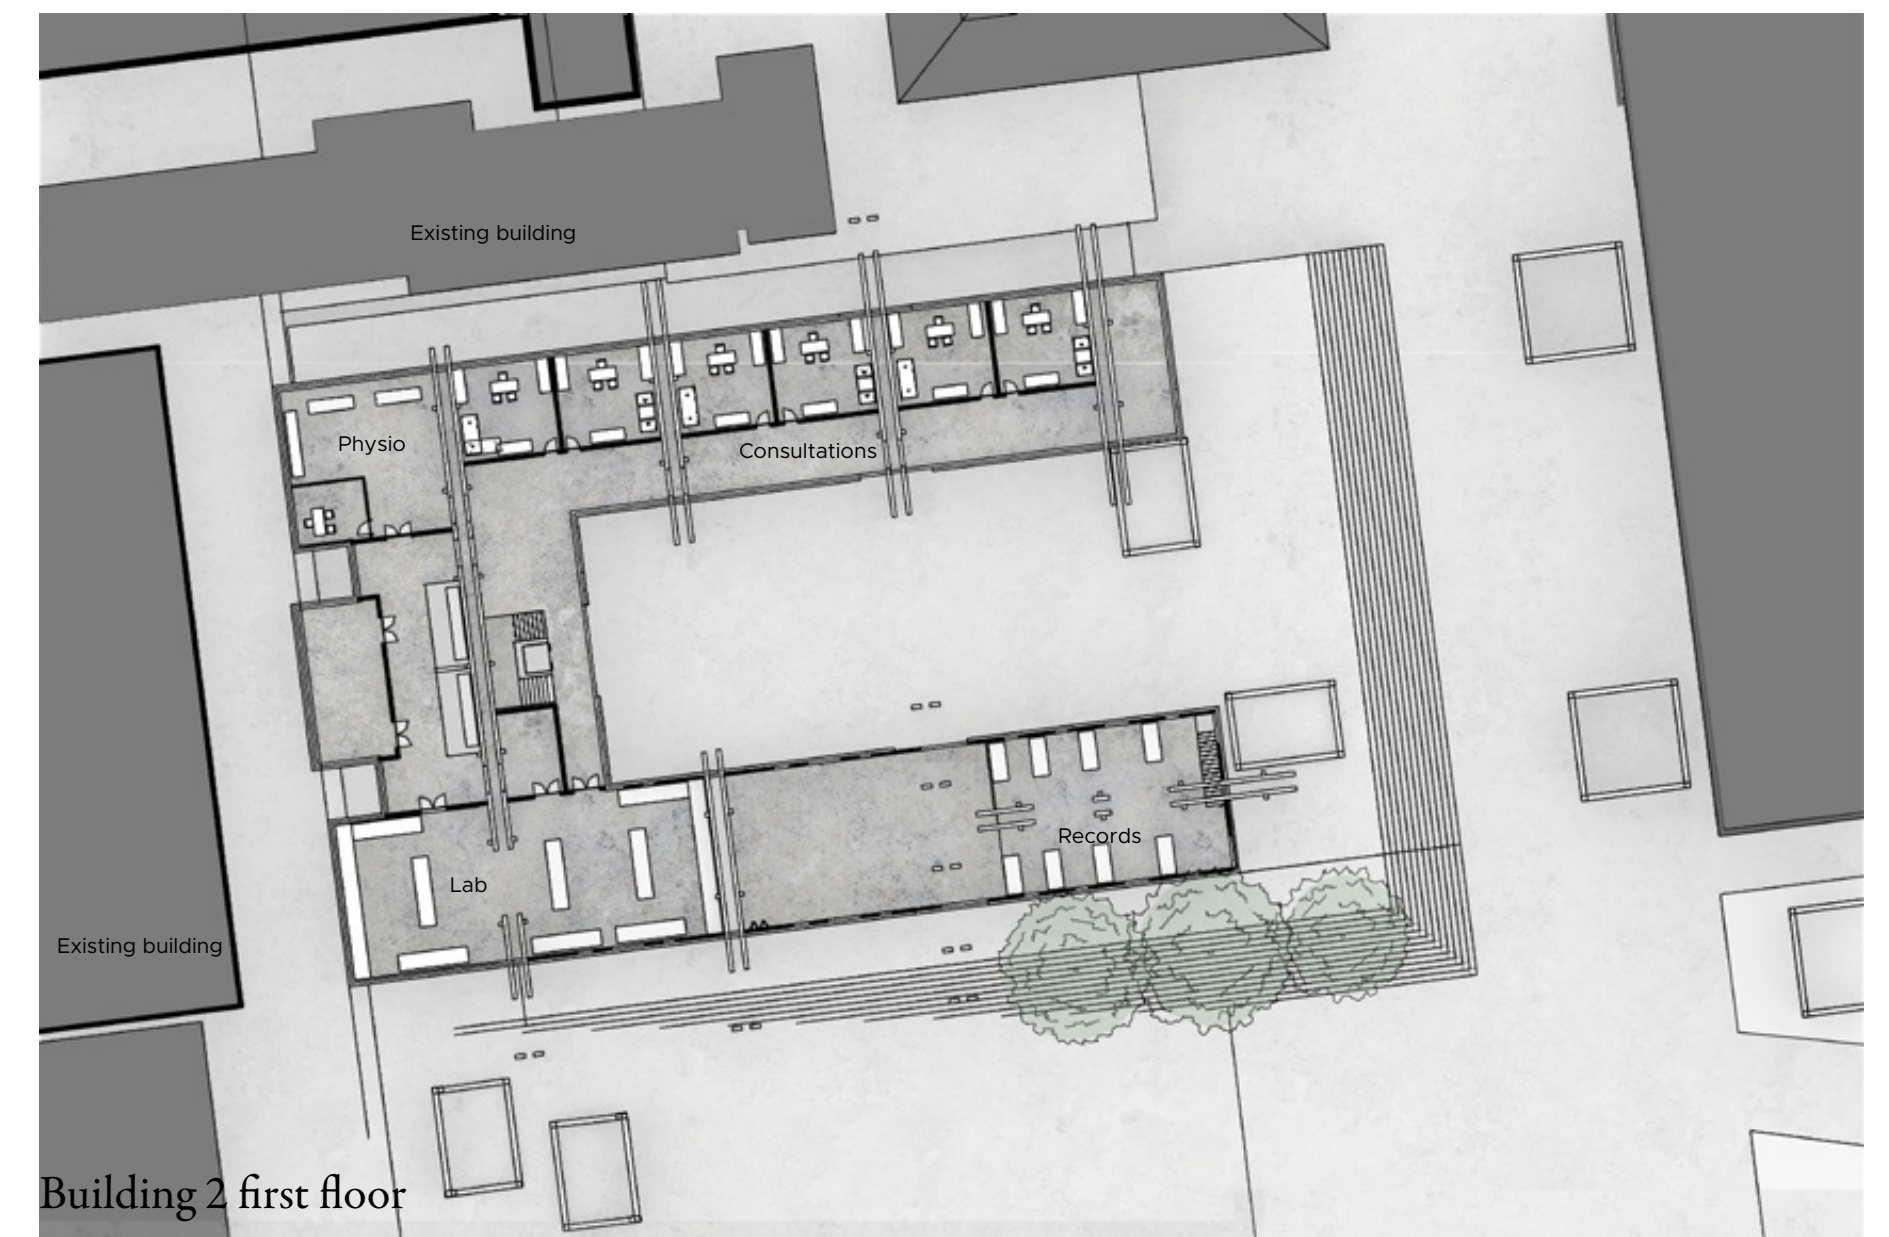 Existing building
Physio
Consultations
Records
Lab
Existing building
Building 2 first floor